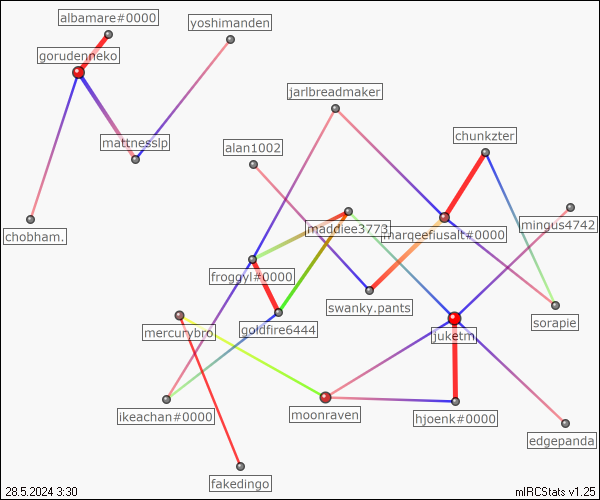 albamare#0000
yoshimanden
gorudenneko
jarlbreadmaker
chunkzter
mattnesslp
alan1002
mingus4742
maddiee3773
marqeefiusalt#0000
chobham.
froggyl#0000
swanky.pants
sorapie
goldfire6444
mercurybro
juketm
ikeachan#0000
moonraven
hjoenk#0000
edgepanda
fakedingo
28.5.2024 3:30
mIRCStats v1.25